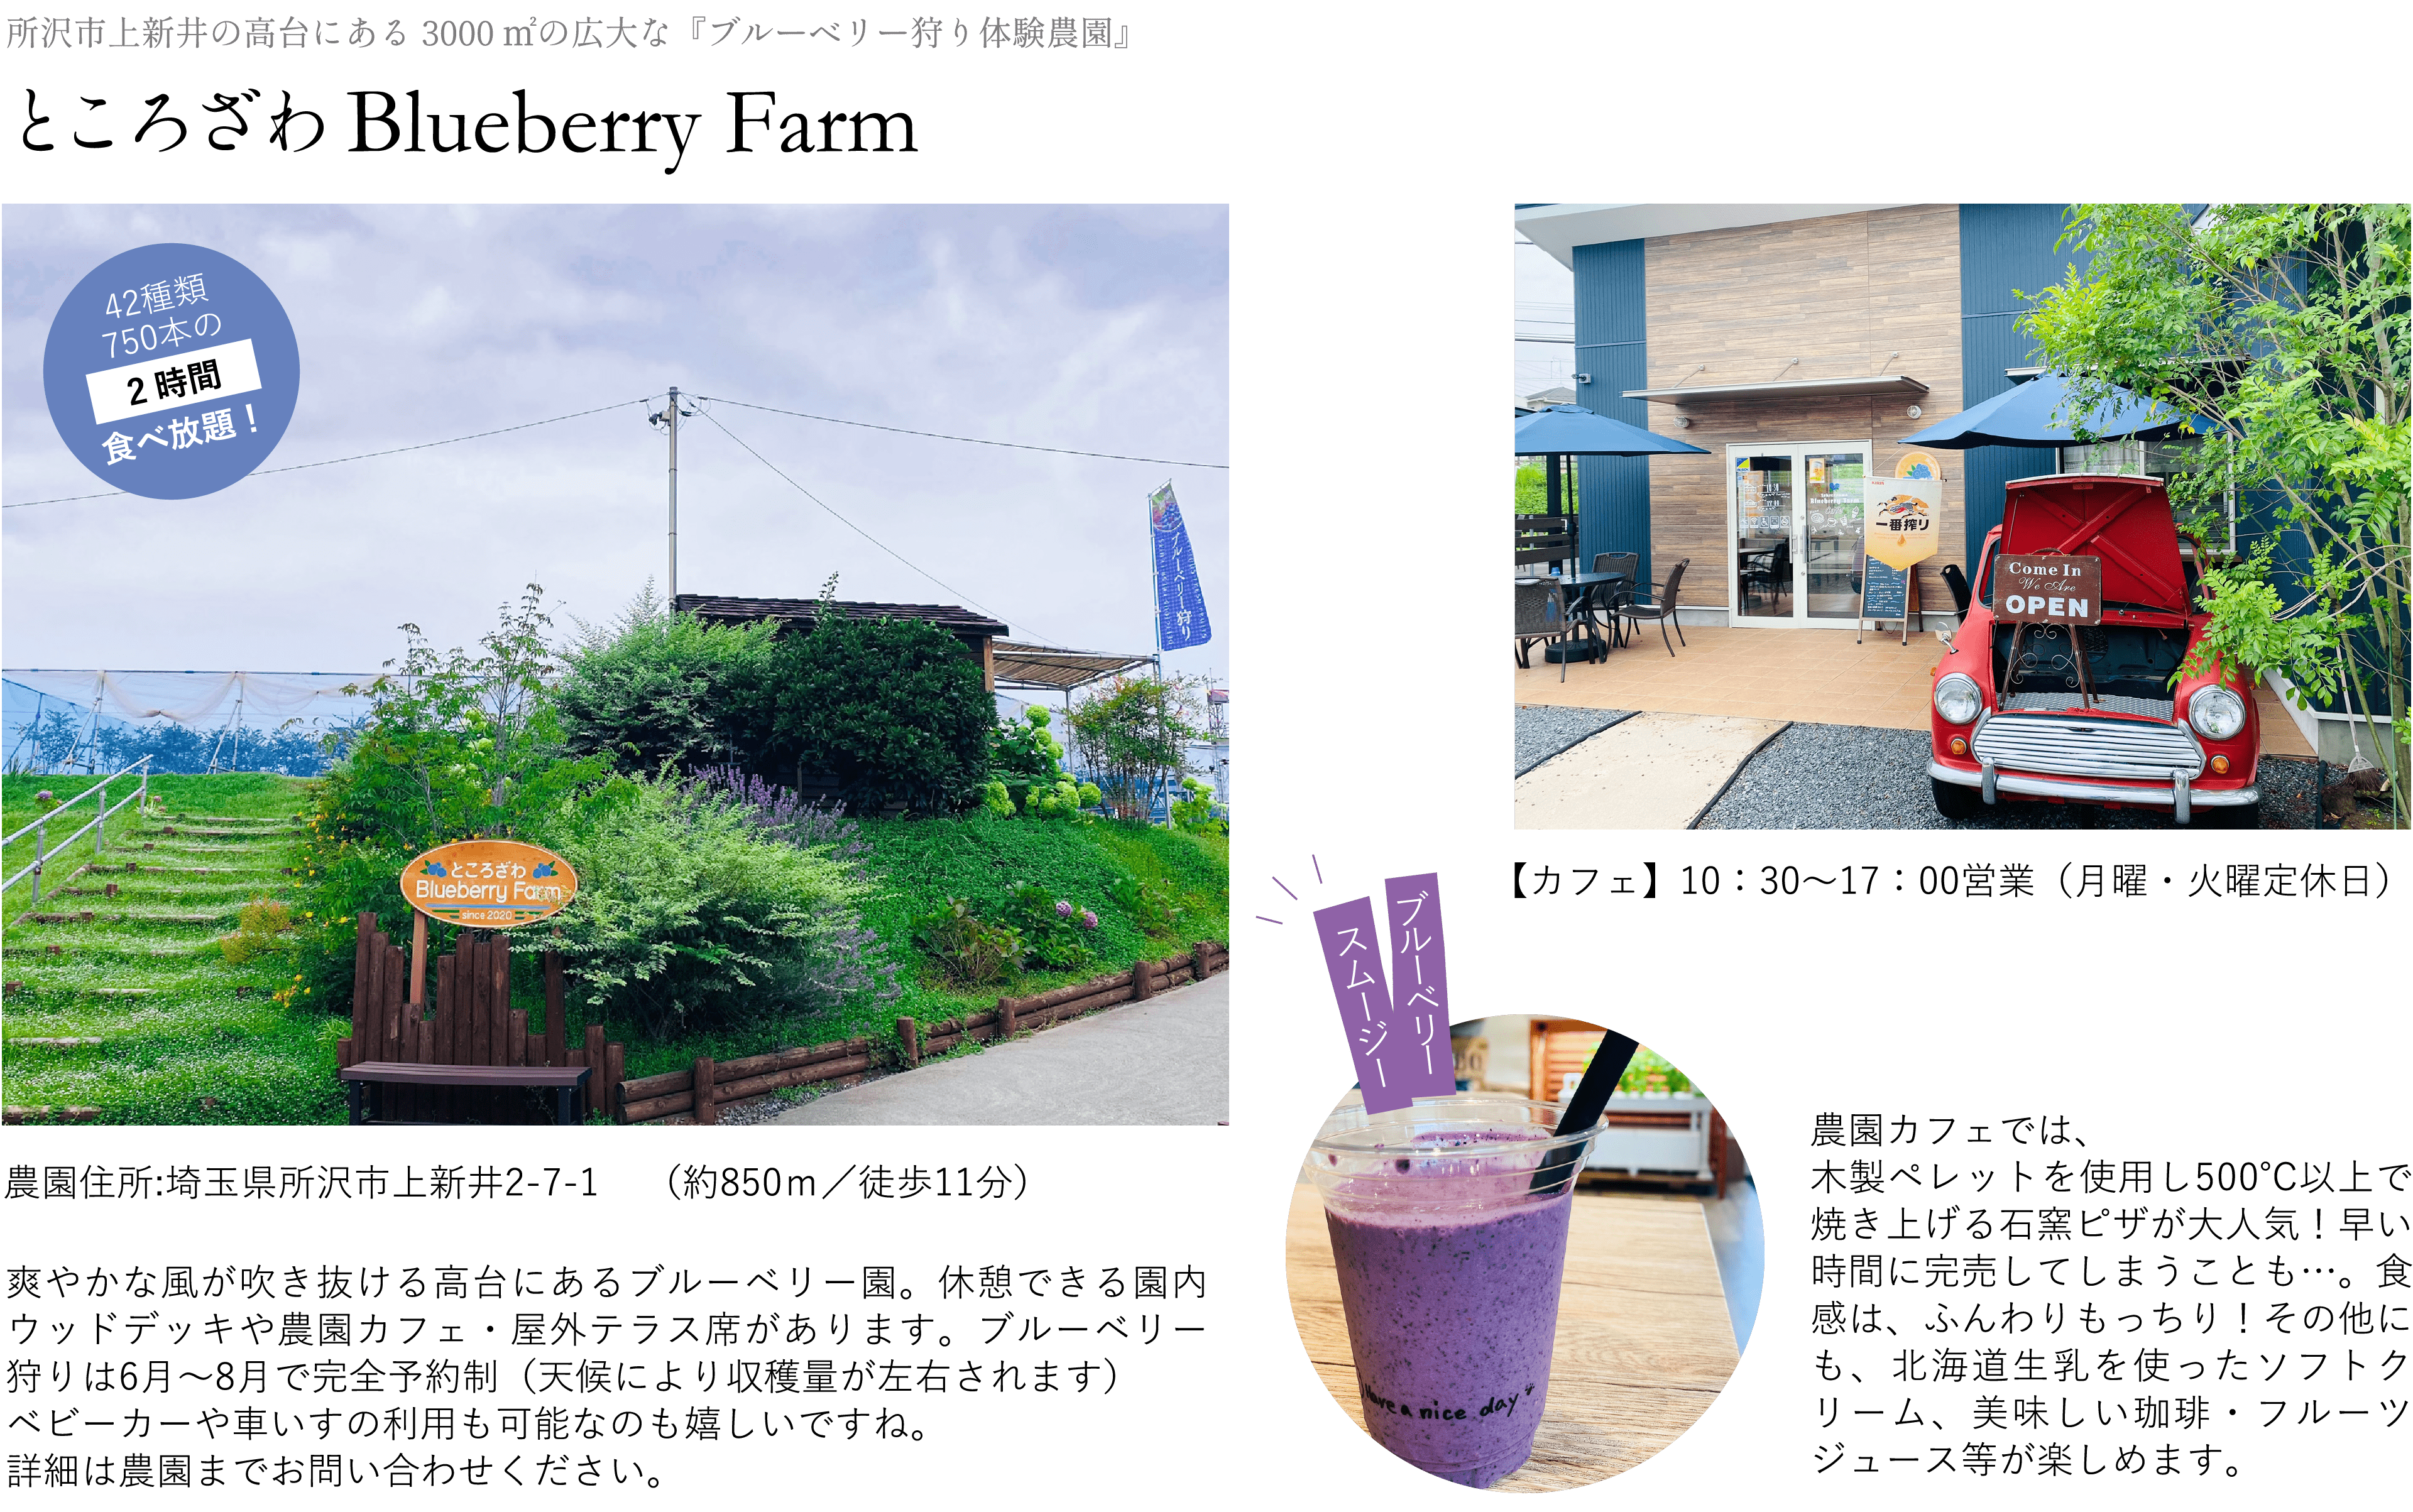 所沢市上新井の高台にある 3000 ㎡の広大な『ブルーベリー狩り体験農園』
ところざわ Blueberry Farm
42種類
750本の
2 時間
食べ放題！
ブルーベリー狩り
ところざわ
Blueberry Farm
since 2020
農園住所:埼玉県所沢市上新井2-7-1　（約850ｍ／徒歩11分）
爽やかな風が吹き抜ける高台にあるブルーベリー園。休憩できる園内
ウッドデッキや農園カフェ・屋外テラス席があります。ブルーベリー
狩りは6月〜8月で完全予約制（天候により収穫量が左右されます）
ベビーカーや車いすの利用も可能なのも嬉しいですね。
詳細は農園までお問い合わせください。
Blueberry Farm
一番搾り
Come In
We Are
OPEN
【カフェ】10：30〜17：00営業（月曜・火曜定休日）
ブルーベリー
スムージー
Have a nice day
農園カフェでは、
木製ペレットを使用し500℃以上で
焼き上げる石窯ピザが大人気！早い
時間に完売してしまうことも…。食
感は、ふんわりもっちり！その他に
も、北海道生乳を使ったソフトク
リーム、美味しい珈琲・フルーツ
ジュース等が楽しめます。